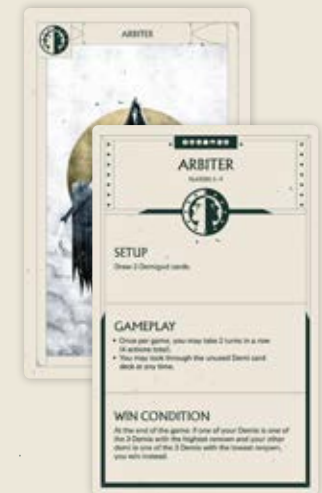 ARBITER
ARBITER
PLAYERS 5-9
SETUP
Draw 2 Demigod cards.
GAMEPLAY
• Once per game, you may take 2 turns in a row
(4 actions total).
• You may look through the unused Demi card
deck at any time.
WIN CONDITION
At the end of the game: if one of your Demis is one of
the 3 Demis with the highest renown and your other
demi is one of the 3 Demis with the lowest renown,
you win instead.